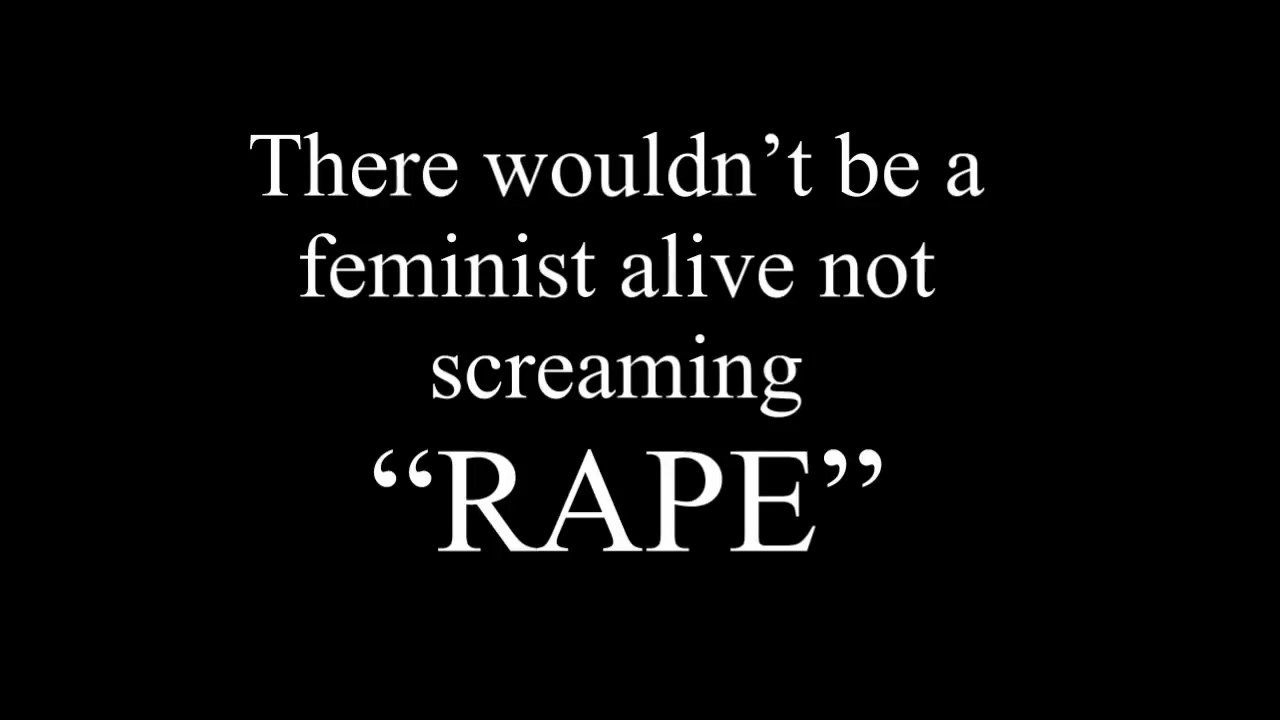 There wouldn’t be a
feminist alive not
screaming
“RAPE”